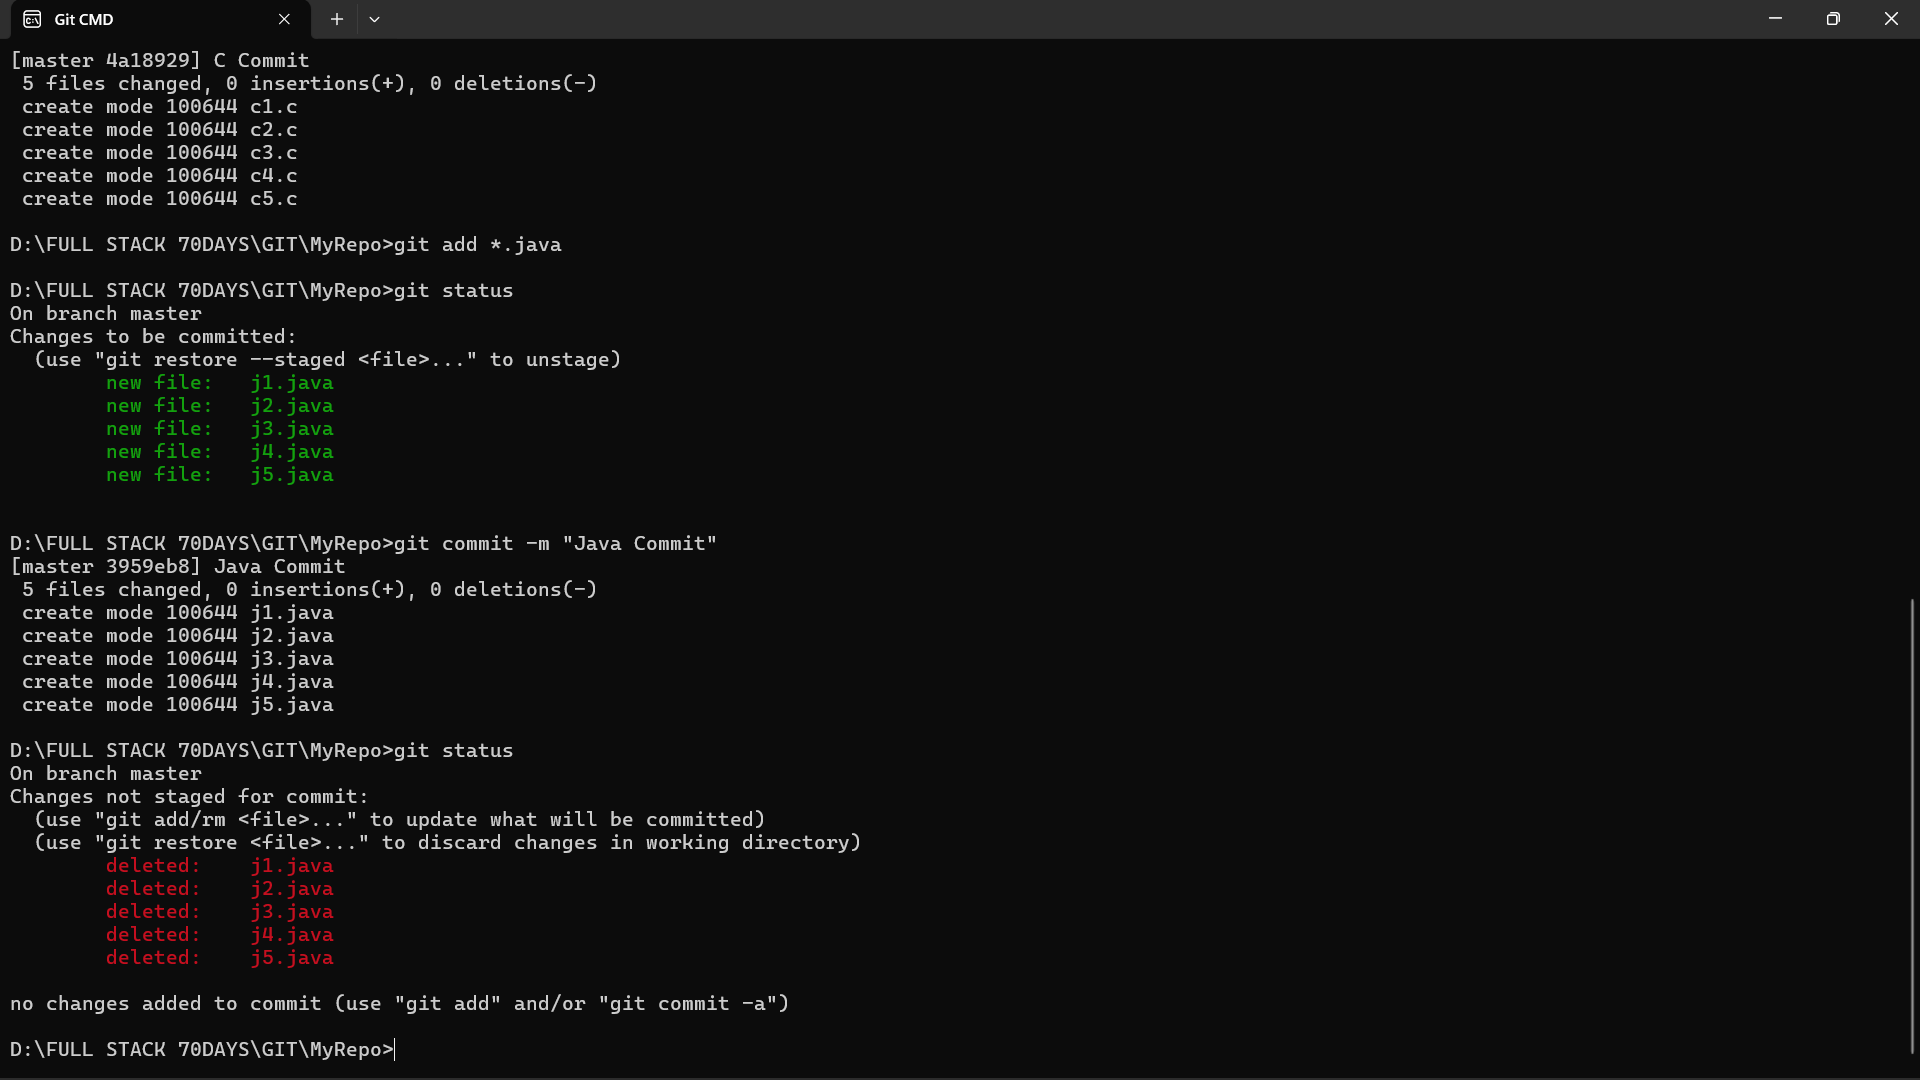 Git CMD
[master 4a18929] C Commit
 5 files changed, 0 insertions(+), 0 deletions(-)
 create mode 100644 c1.c
 create mode 100644 c2.c
 create mode 100644 c3.c
 create mode 100644 c4.c
 create mode 100644 c5.c

D:\FULL STACK 70DAYS\GIT\MyRepo>git add *.java

D:\FULL STACK 70DAYS\GIT\MyRepo>git status
On branch master
Changes to be committed:
  (use "git restore --staged <file>..." to unstage)
        new file:   j1.java
        new file:   j2.java
        new file:   j3.java
        new file:   j4.java
        new file:   j5.java

D:\FULL STACK 70DAYS\GIT\MyRepo>git commit -m "Java Commit"
[master 3959eb8] Java Commit
 5 files changed, 0 insertions(+), 0 deletions(-)
 create mode 100644 j1.java
 create mode 100644 j2.java
 create mode 100644 j3.java
 create mode 100644 j4.java
 create mode 100644 j5.java

D:\FULL STACK 70DAYS\GIT\MyRepo>git status
On branch master
Changes not staged for commit:
  (use "git add/rm <file>..." to update what will be committed)
  (use "git restore <file>..." to discard changes in working directory)
        deleted:    j1.java
        deleted:    j2.java
        deleted:    j3.java
        deleted:    j4.java
        deleted:    j5.java

no changes added to commit (use "git add" and/or "git commit -a")

D:\FULL STACK 70DAYS\GIT\MyRepo>